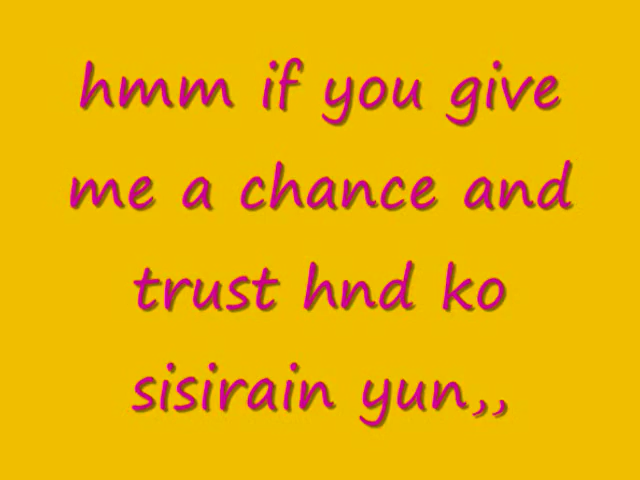 hmm if you give
me a chance and
trust hnd ko
sisirain yun,,